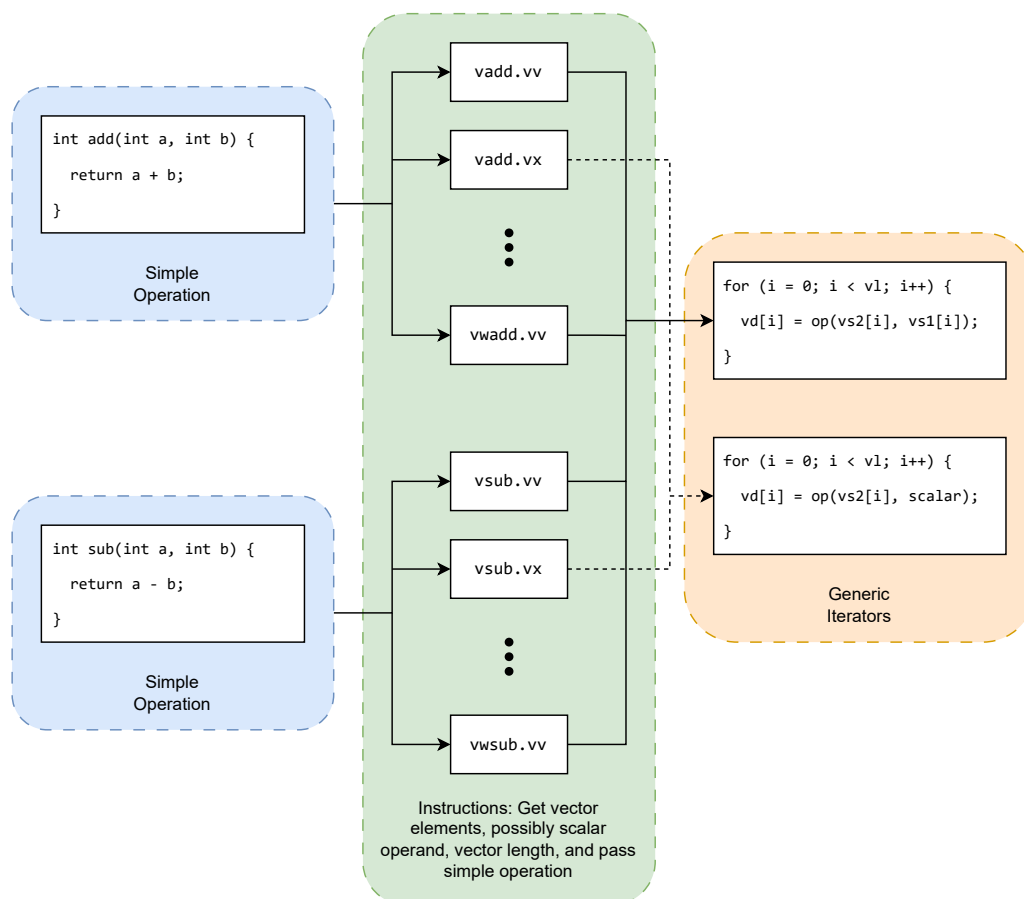 int add(int a, int b) {
return a + b;
}
Simple
Operation
int sub(int a, int b) {
return a - b;
}
Simple
Operation
vadd.vv
vadd.vx
vwadd.vv
vsub.vv
vsub.vx
vwsub.vv
Instructions: Get vector
elements, possibly scalar
operand, vector length, and pass
simple operation
for (i = 0; i < vl; i++) {
vd[i] = op(vs2[i], vs1[i]);
}
for (i = 0; i < vl; i++) {
vd[i] = op(vs2[i], scalar);
}
Generic
Iterators